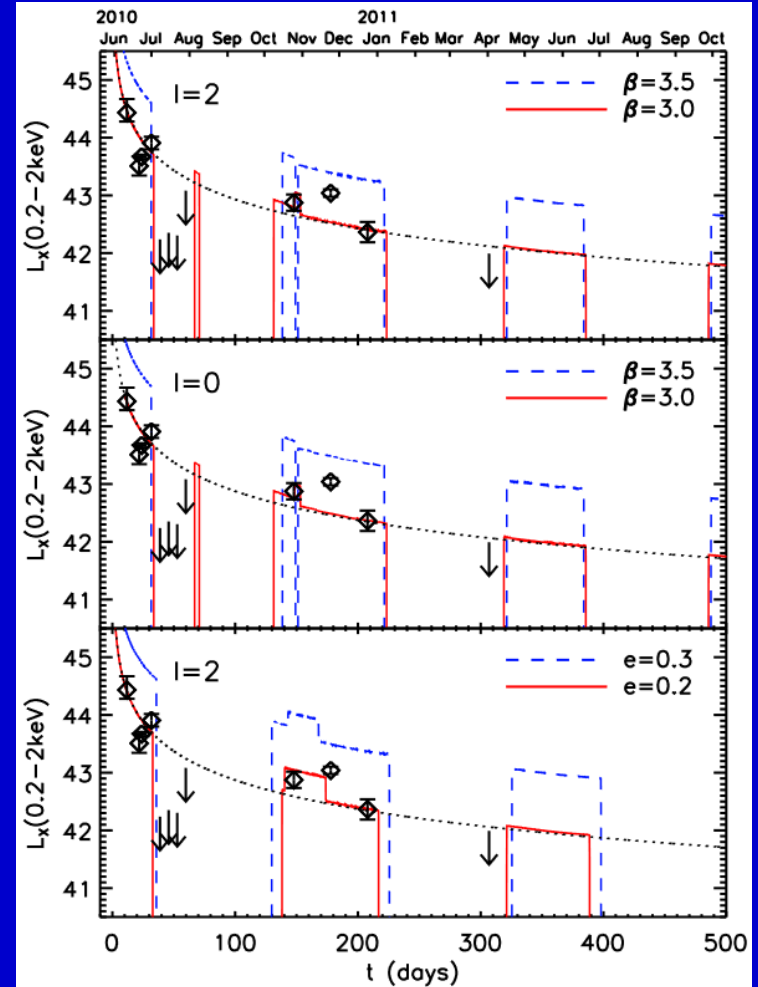 2010 2011
Jun Jul Aug Sep Oct Nov Dec Jan Feb Mar Apr May Jun Jul Aug Sep Oct
45
44
43
42
41
Lx(0.2−2keV)
l=2
β=3.5
β=3.0
45
44
43
42
41
Lx(0.2−2keV)
l=0
β=3.5
β=3.0
45
44
43
42
41
Lx(0.2−2keV)
l=2
e=0.3
e=0.2
0 100 200 300 400 500
t (days)